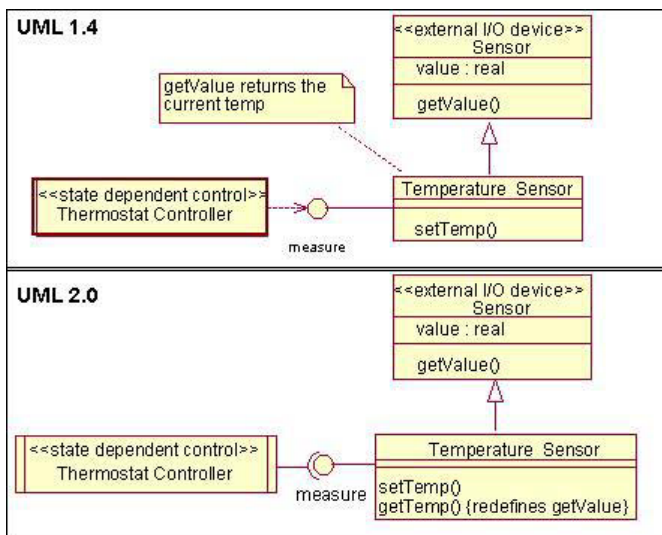 UML 1.4
<<external I/O device>>
Sensor
value : real
getValue()
getValue returns the
current temp
<<state dependent control>>
Thermostat Controller
measure
Temperature Sensor
setTemp()
UML 2.0
<<external I/O device>>
Sensor
value : real
getValue()
<<state dependent control>>
Thermostat Controller
measure
Temperature Sensor
setTemp()
getTemp() {redefines getValue}